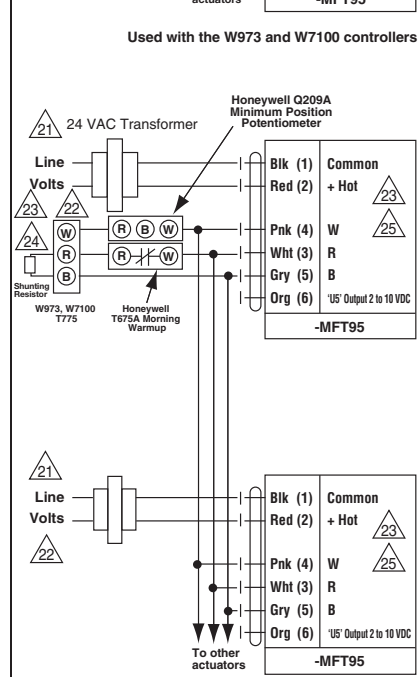 actuators
-MFT95
Used with the W973 and W7100 controllers
Honeywell Q209A
Minimum Position
Potentiometer
21
24 VAC Transformer
Line
Volts
Blk (1) Common
Red (2) + Hot
23
Pnk (4) W
25
Wht (3) R
Gry (5) B
Org (6) 'U5' Output 2 to 10 VDC
-MFT95
23
22
24
W
R
B
R B W
R W
Shunting
Resistor
W973, W7100
T775
Honeywell
T675A Morning
Warmup
21
Line
Volts
22
Blk (1) Common
Red (2) + Hot
23
Pnk (4) W
25
Wht (3) R
Gry (5) B
Org (6) 'U5' Output 2 to 10 VDC
-MFT95
To other
actuators